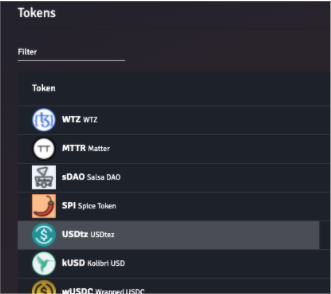 Tokens
Filter
Token
WTZ WTZ
MTTR Matter
sDAO Salsa DAO
SPI Spice Token
USDtz USDtez
kUSD Kolibri USD
wUSDC Wrapped USDC